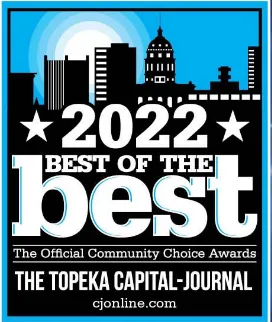 2022
BEST OF THE
best
The Official Community Choice Awards
THE TOPEKA CAPITAL-JOURNAL
cjonline.com